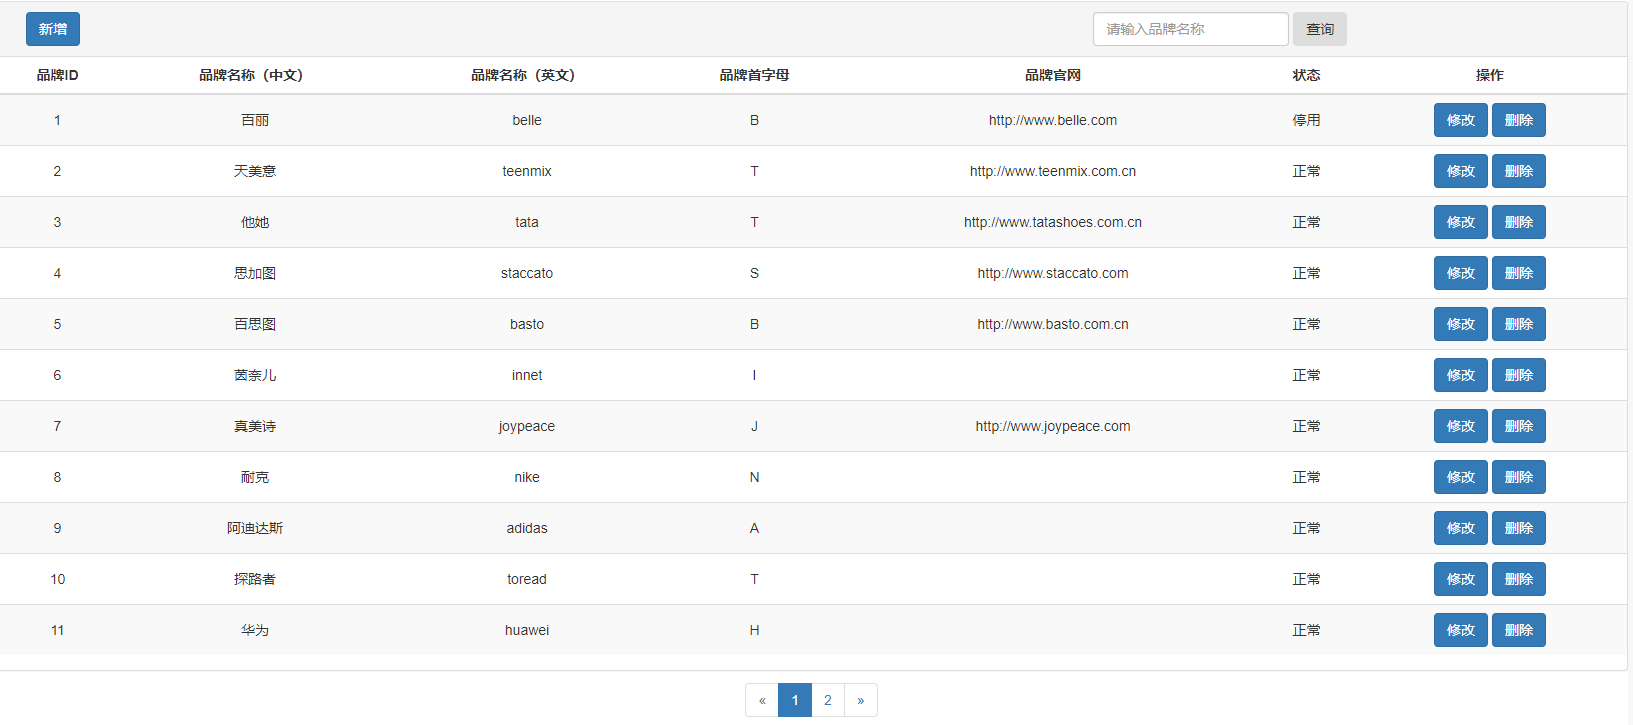 新增 请输入品牌名称 查询
品牌ID 品牌名称（中文） 品牌名称（英文） 品牌首字母 品牌官网 状态 操作
1 百丽 belle B http://www.belle.com 停用 修改 删除
2 天美意 teenmix T http://www.teenmix.com.cn 正常 修改 删除
3 他她 tata T http://www.tatashoes.com.cn 正常 修改 删除
4 思加图 staccato S http://www.staccato.com 正常 修改 删除
5 百思图 basto B http://www.basto.com.cn 正常 修改 删除
6 茵奈儿 innet I 正常 修改 删除
7 真美诗 joypeace J http://www.joypeace.com 正常 修改 删除
8 耐克 nike N 正常 修改 删除
9 阿迪达斯 adidas A 正常 修改 删除
10 探路者 toread T 正常 修改 删除
11 华为 huawei H 正常 修改 删除
« 1 2 »